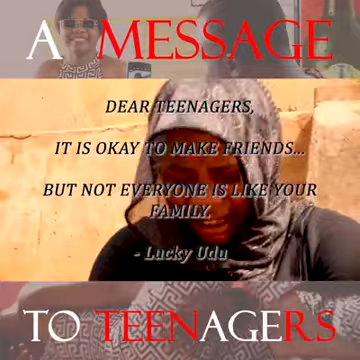 A MESSAGE
DEAR TEENAGERS,
IT IS OKAY TO MAKE FRIENDS...
BUT NOT EVERYONE IS LIKE YOUR
FAMILY.
- Lucky Udu
TO TEENAGERS